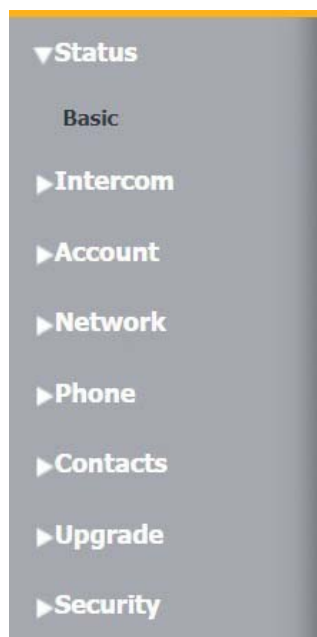 Status
Basic
Intercom
Account
Network
Phone
Contacts
Upgrade
Security